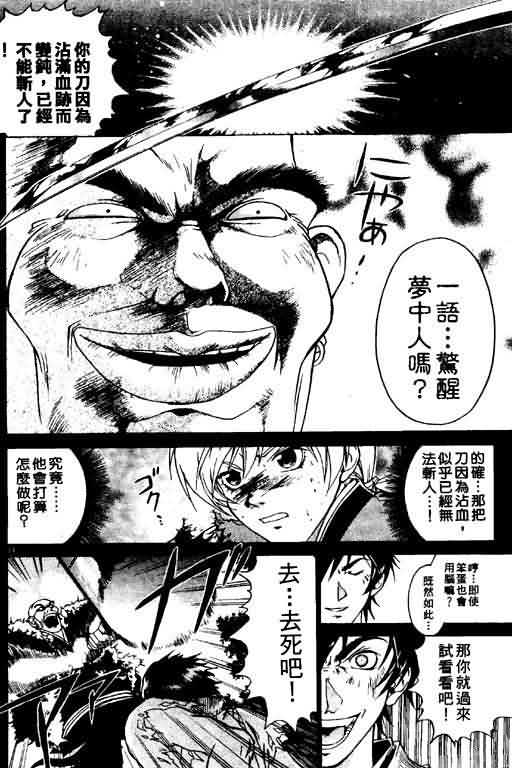 你的刀因為
沾滿血跡而
變鈍，已經
不能斬人了
！
にやぁ…
一語…驚醒
夢中人嗎？
的確…那把
刀因為沾血，
似乎已經無
法斬人…！
ゴク…
究竟……
他會打算
怎麼做呢？
哼…即使
笨蛋也會
用腦嘛？
既然如此…
那你就過來
試看看吧！
去…去死吧！